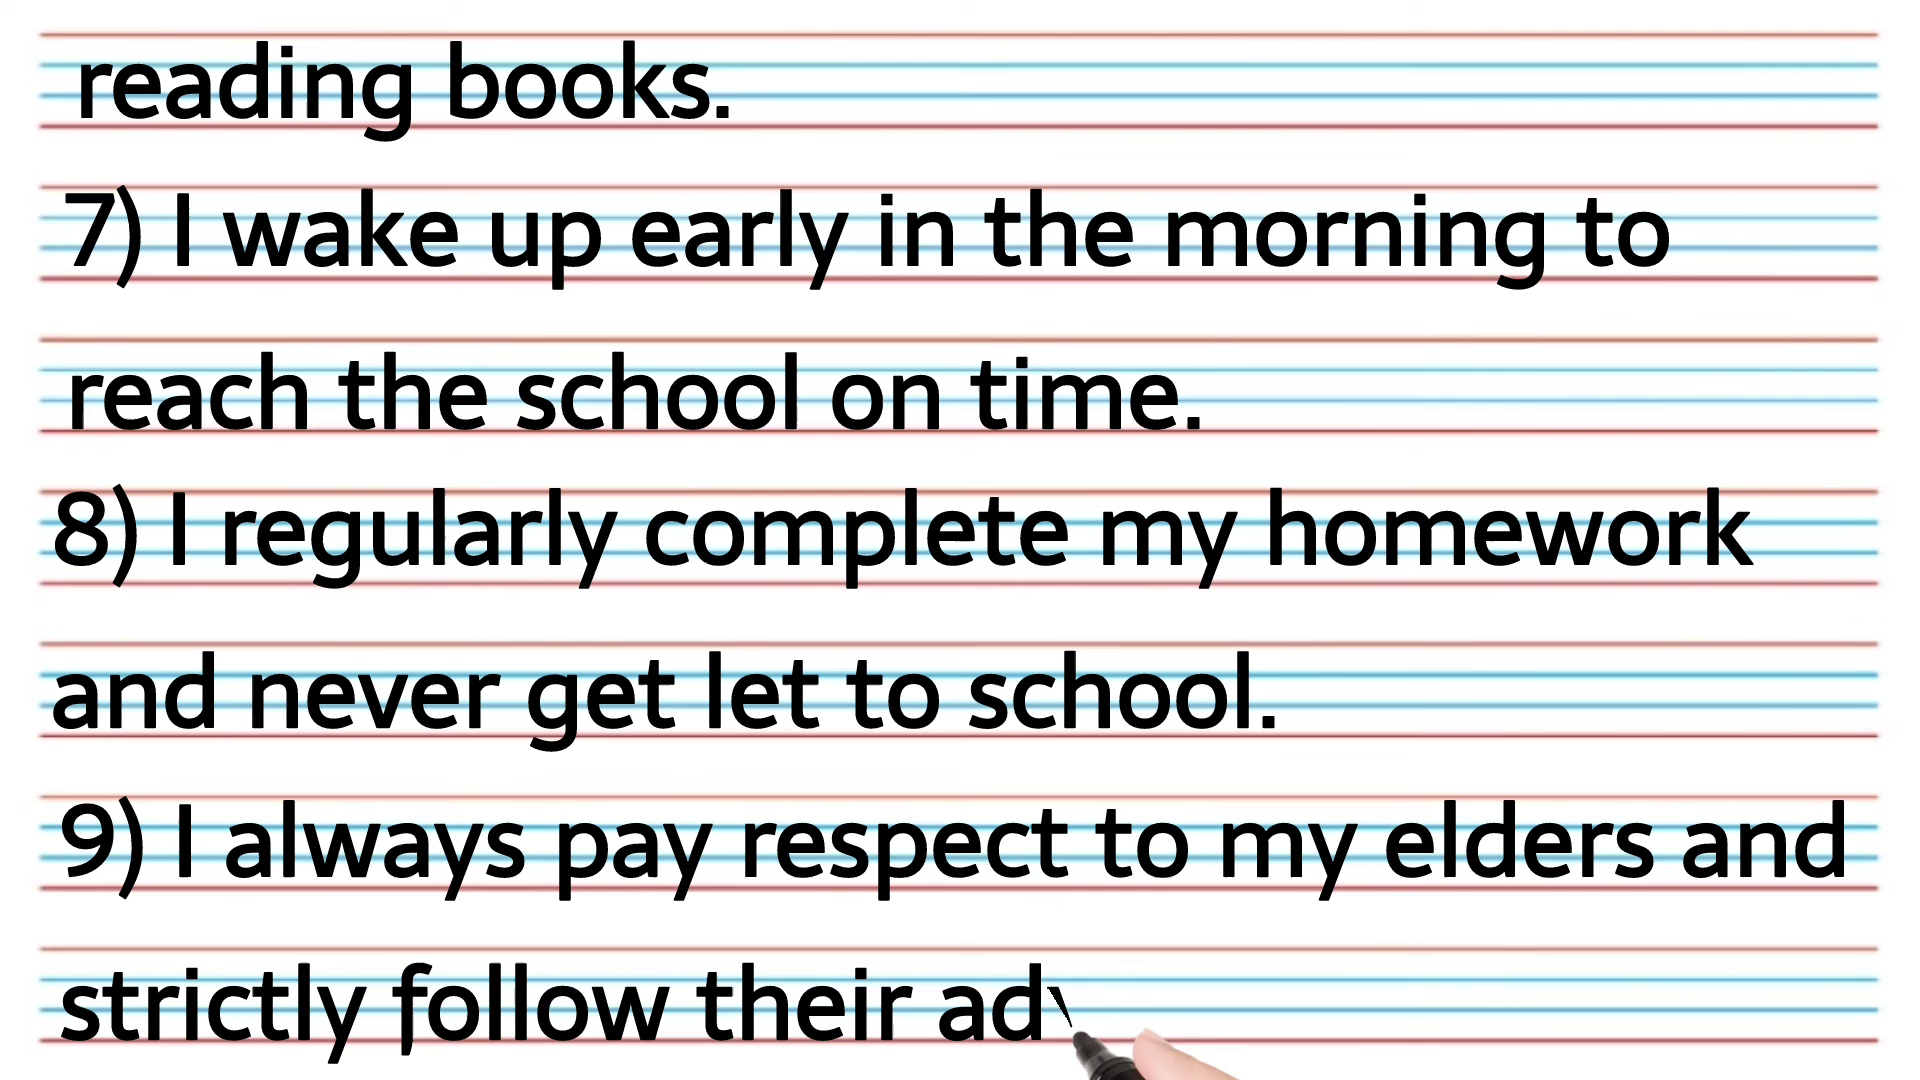 reading books.
7) I wake up early in the morning to
reach the school on time.
8) I regularly complete my homework
and never get let to school.
9) I always pay respect to my elders and
strictly follow their